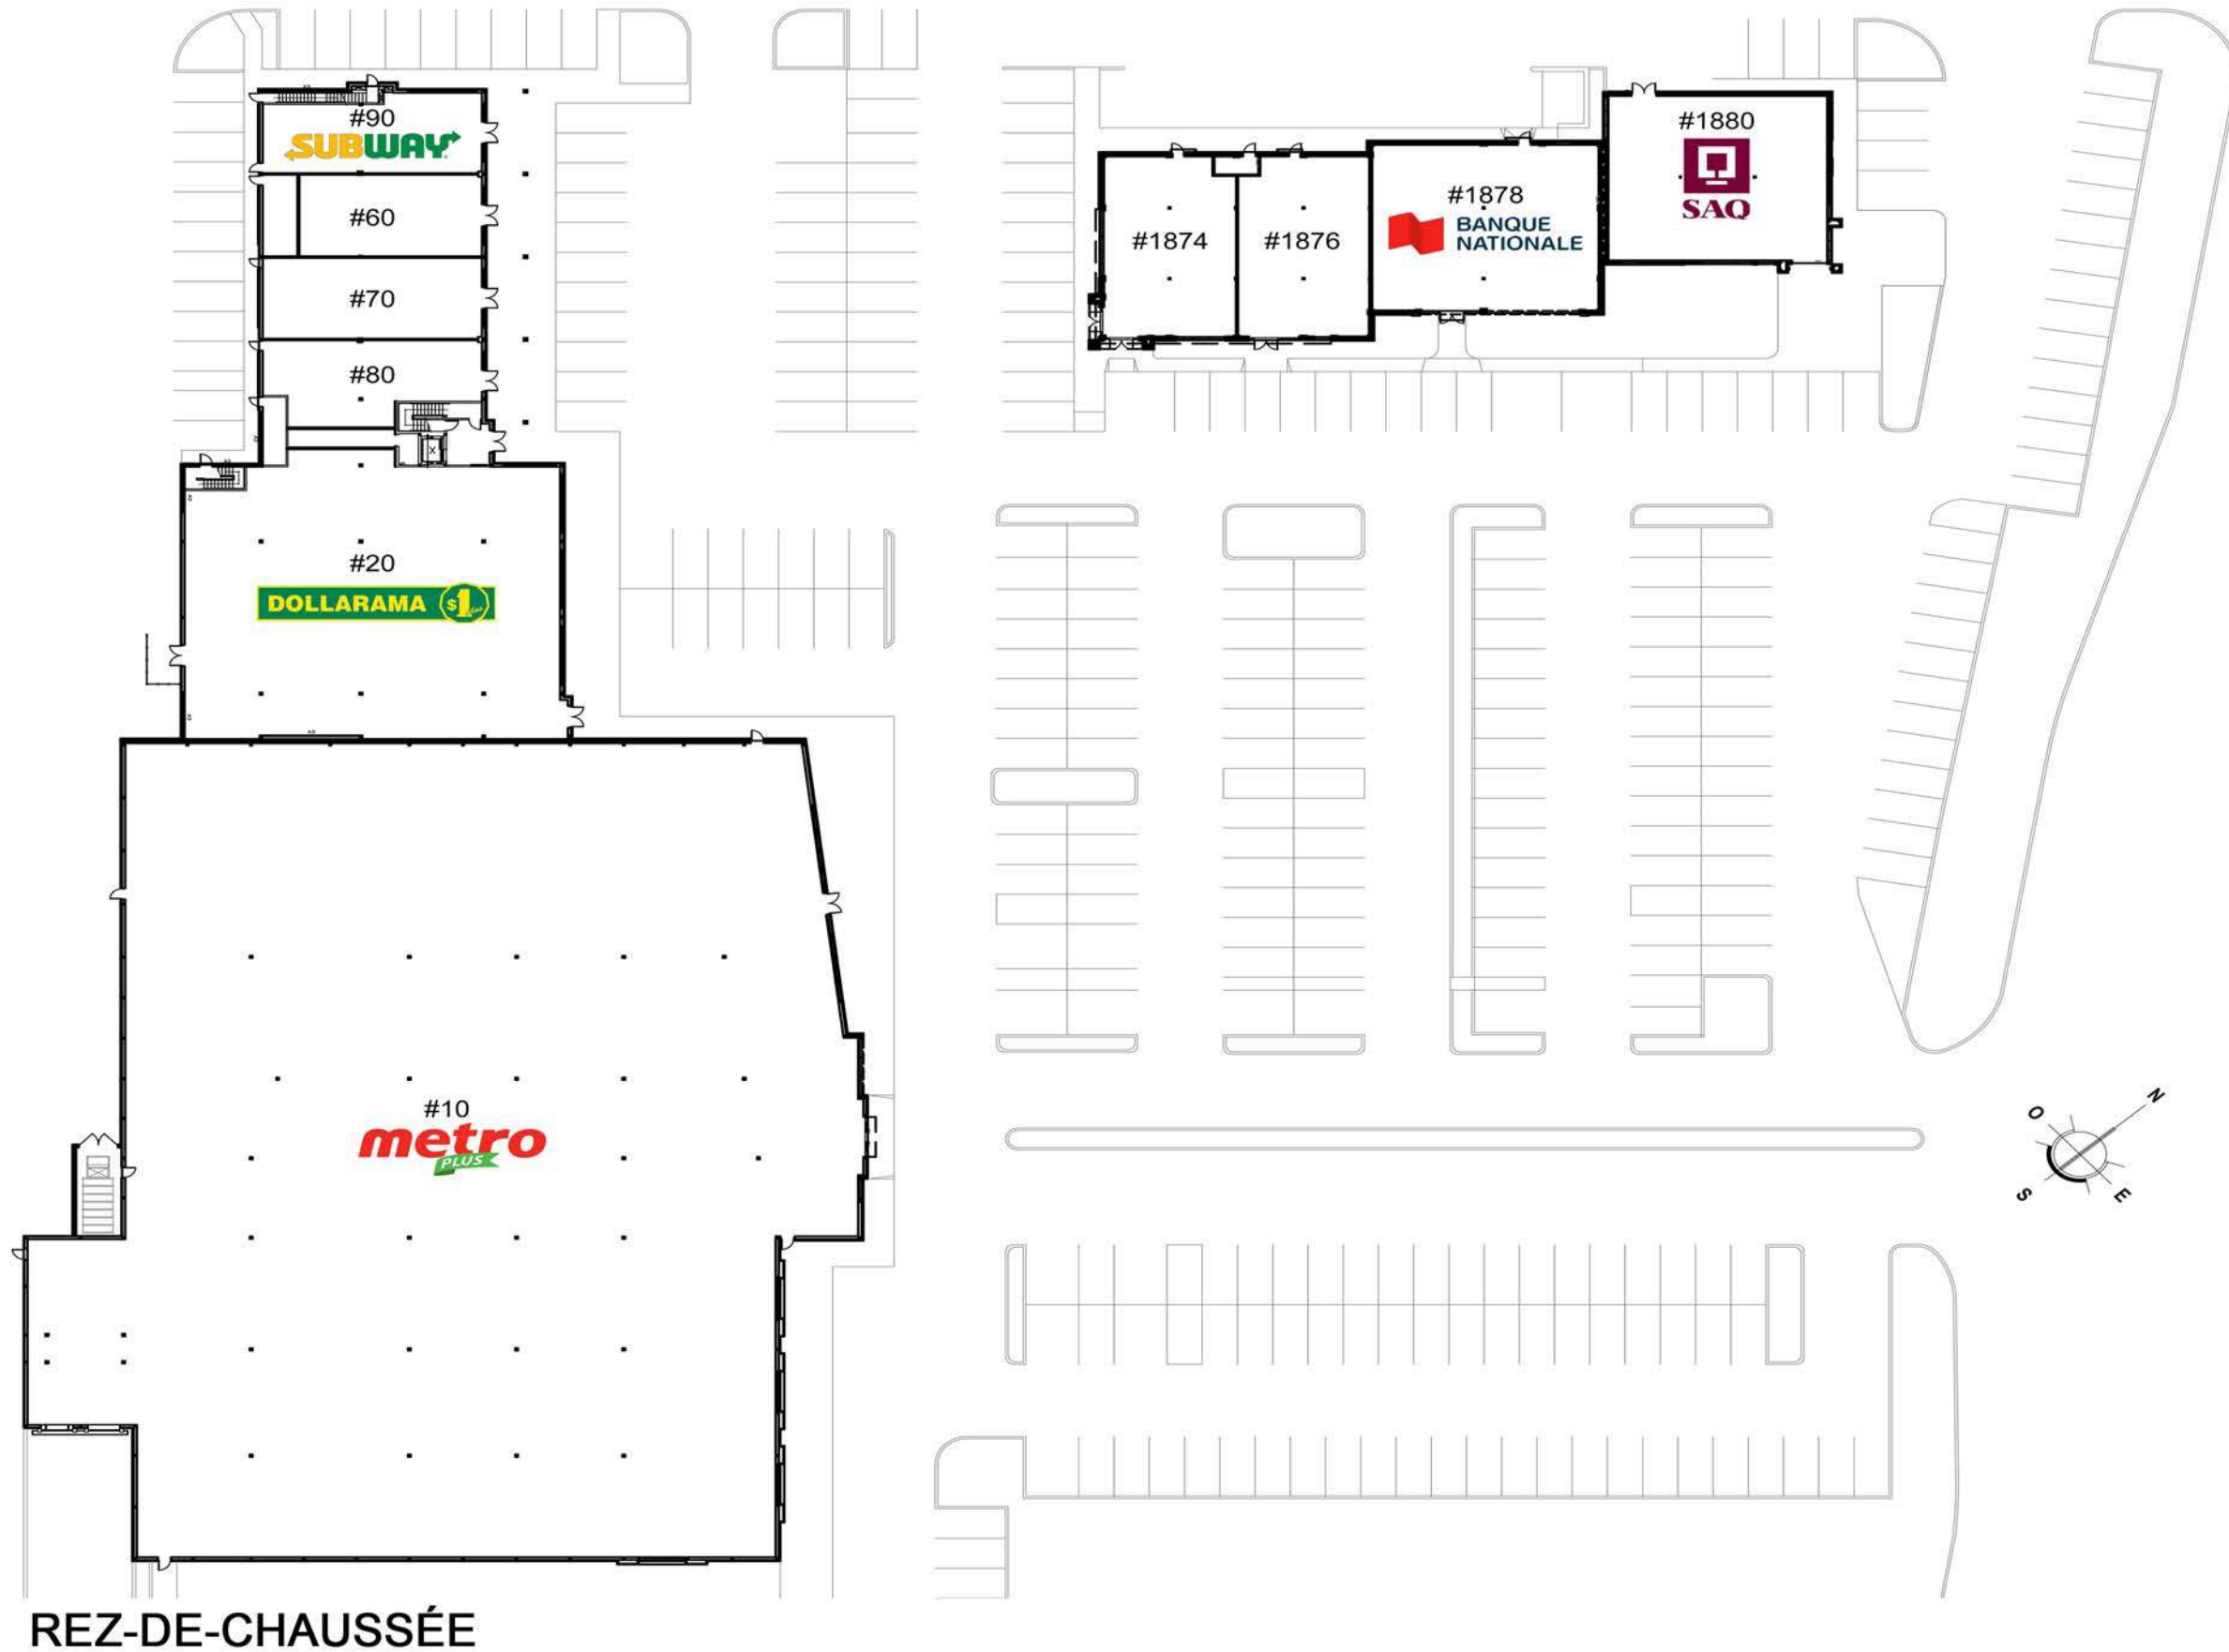 #90
SUBWAY
#60
#70
#80
#20
DOLLARAMA $1
#10
metro
PLUS
#1874
#1876
#1878
BANQUE
NATIONALE
#1880
SAQ
N
O
S
E
REZ-DE-CHAUSSÉE